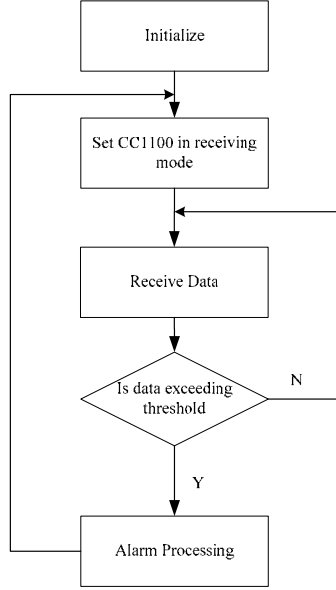 Initialize
Set CC1100 in receiving
mode
Receive Data
Is data exceeding
threshold
N
Y
Alarm Processing